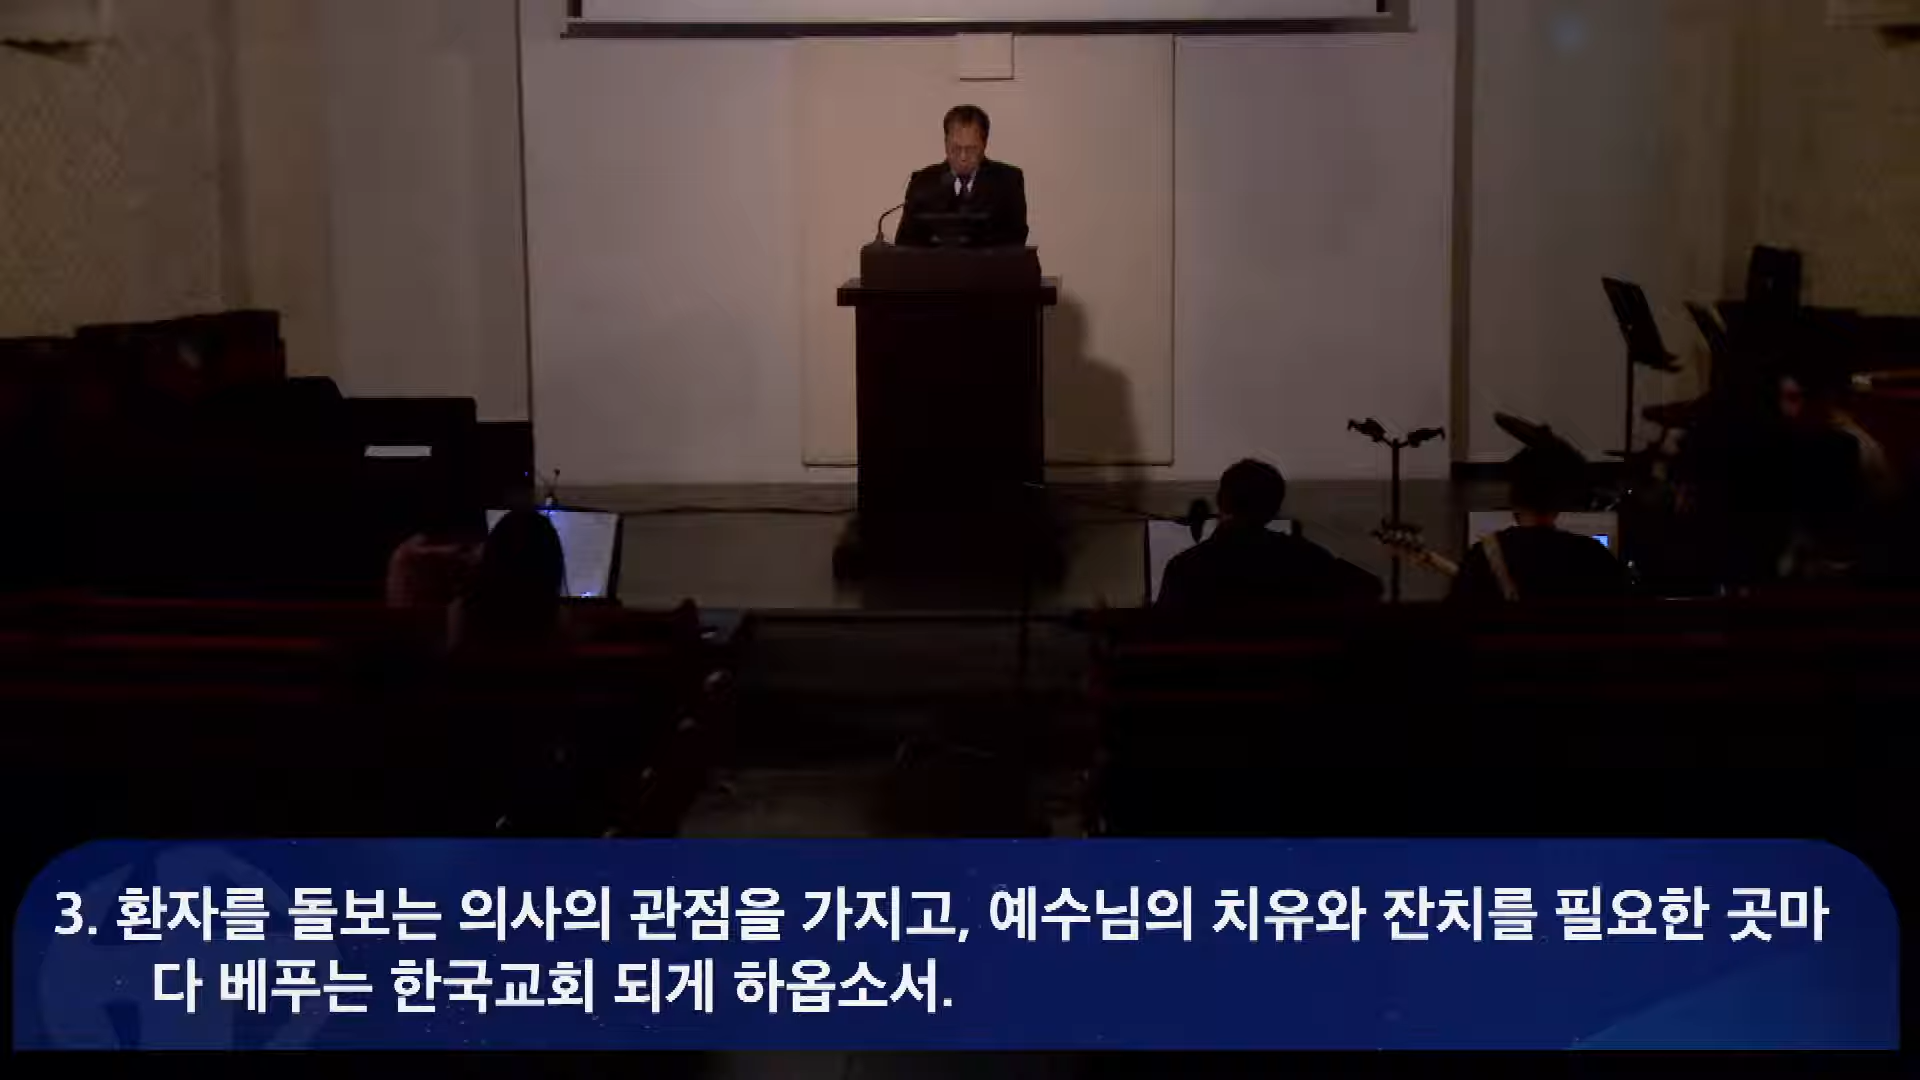 3. 환자를 돌보는 의사의 관점을 가지고, 예수님의 치유와 잔치를 필요한 곳마
다 베푸는 한국교회 되게 하옵소서.